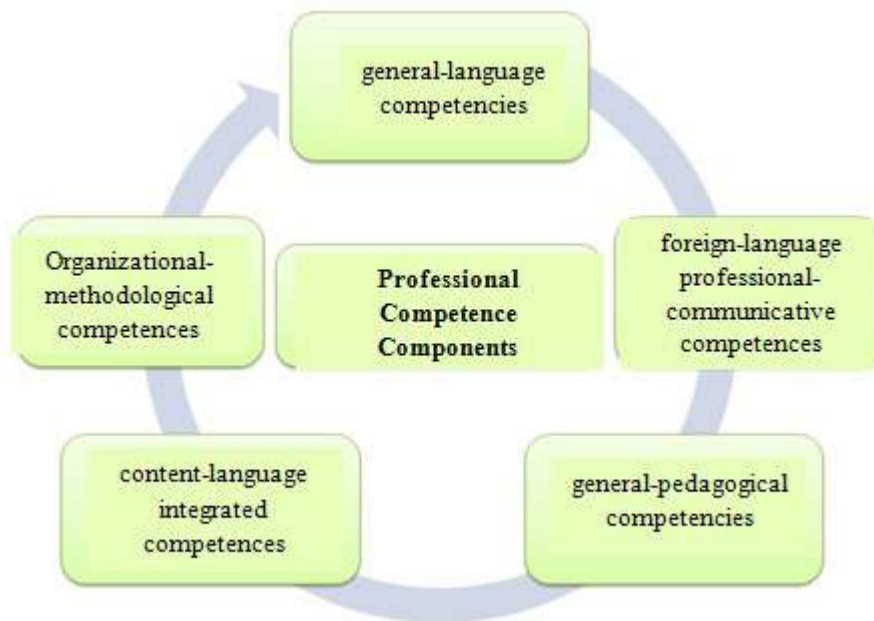 general-language
competencies
Organizational-
methodological
competences
Professional
Competence
Components
foreign-language
professional-
communicative
competences
content-language
integrated
competences
general-pedagogical
competencies